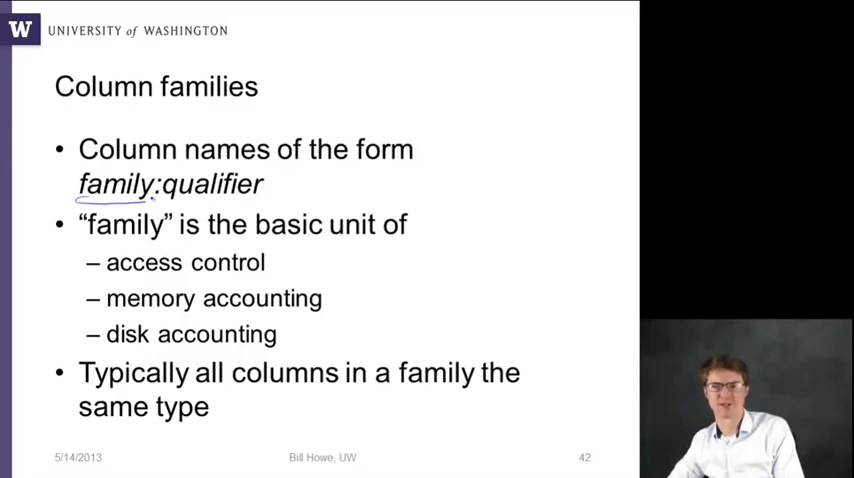 W
UNIVERSITY of WASHINGTON
Column families
• Column names of the form
family:qualifier
• “family” is the basic unit of
– access control
– memory accounting
– disk accounting
• Typically all columns in a family the
same type
5/14/2013
Bill Howe, UW
42